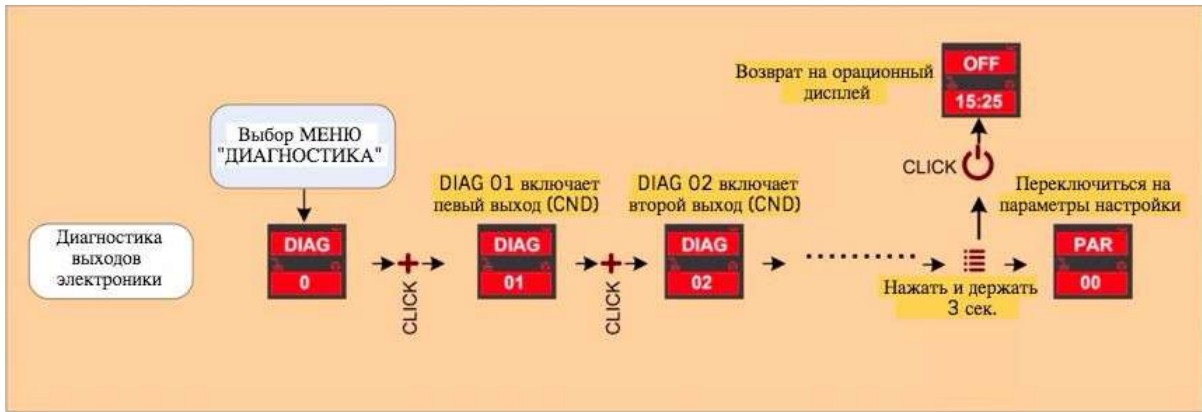 Возврат на орационный
дисплей
OFF
15:25
Выбор МЕНЮ
"ДИАГНОСТИКА"
CLICK
DIAG 01 включает
певый выход (CND)
DIAG 02 включает
второй выход (CND)
Переключиться на
параметры настройки
Диагностика
выходов
электроники
DIAG
0
CLICK
DIAG
01
CLICK
DIAG
02
Нажать и держать
3 сек.
PAR
00